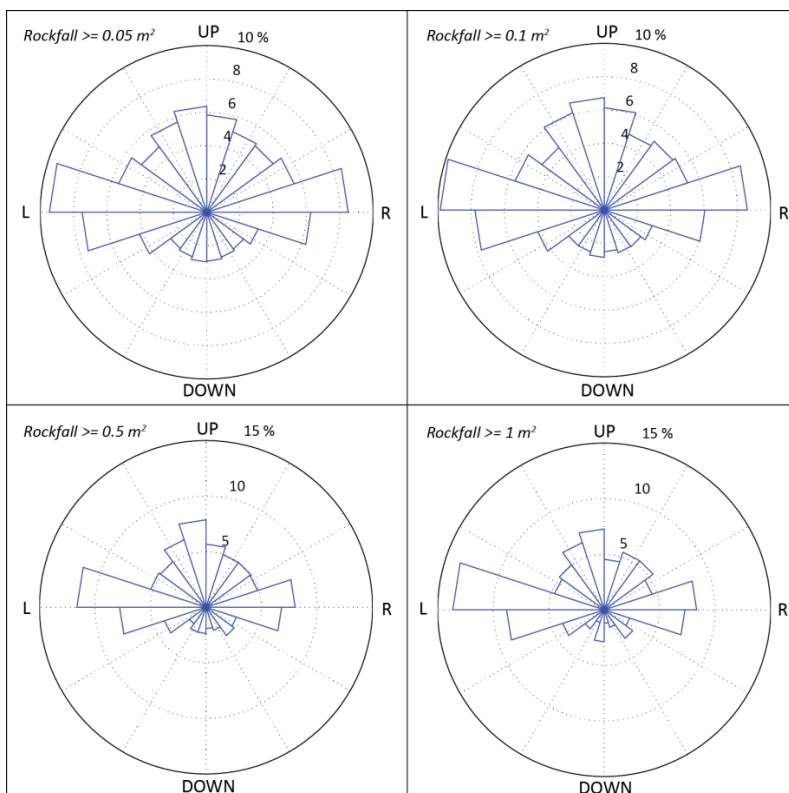 Rockfall >= 0.05 m²
UP
10 %
8
6
4
2
L
R
DOWN
Rockfall >= 0.1 m²
UP
10 %
8
6
4
2
L
R
DOWN
Rockfall >= 0.5 m²
UP
15 %
10
5
L
R
DOWN
Rockfall >= 1 m²
UP
15 %
10
5
L
R
DOWN